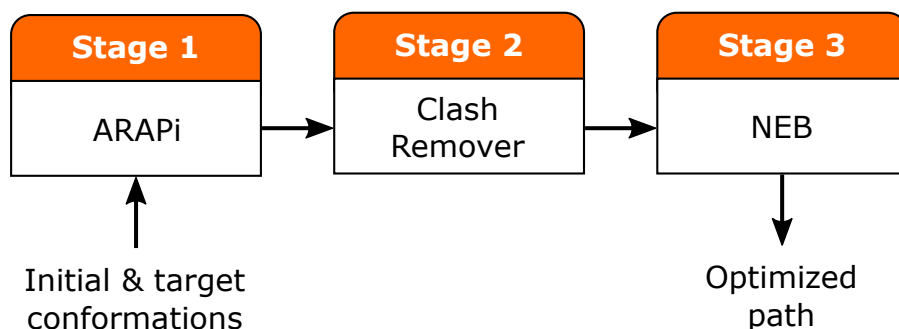 Stage 1
ARAPi
Stage 2
Clash
Remover
Stage 3
NEB
Initial & target
conformations
Optimized
path